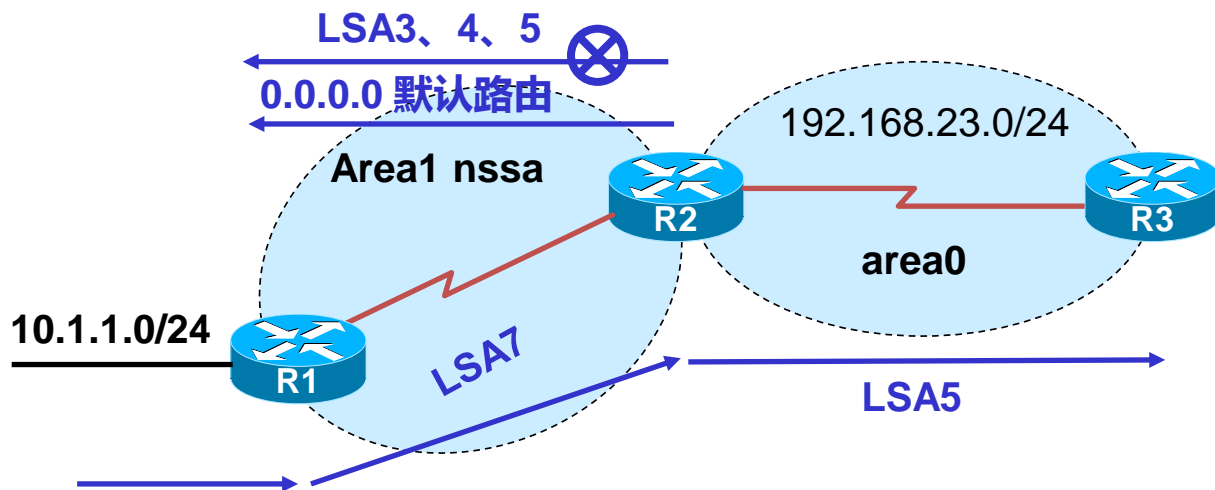 LSA3、4、5
0.0.0.0 默认路由
192.168.23.0/24
Area1 nssa
R2
R3
area0
10.1.1.0/24
R1
LSA7
LSA5